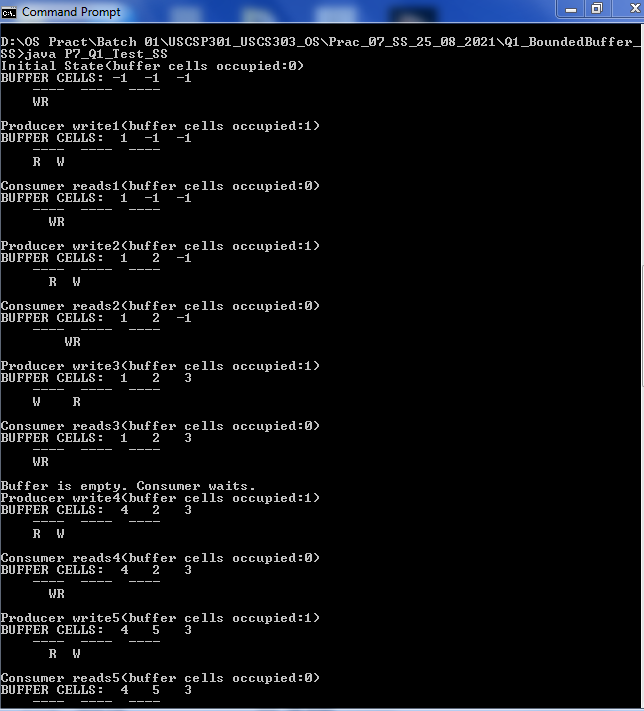 Command Prompt
D:\OS Pract\Batch 01\USCSP301_USCS303_OS\Prac_07_SS_25_08_2021\Q1_BoundedBuffer_
SS>java P7_Q1_Test_SS
Initial State(buffer cells occupied:0)
BUFFER CELLS: -1  -1  -1
    ----  ----  ----
    WR
Producer write1(buffer cells occupied:1)
BUFFER CELLS:  1  -1  -1
    ----  ----  ----
    R  W
Consumer reads1(buffer cells occupied:0)
BUFFER CELLS:  1  -1  -1
    ----  ----  ----
      WR
Producer write2(buffer cells occupied:1)
BUFFER CELLS:  1   2  -1
    ----  ----  ----
      R  W
Consumer reads2(buffer cells occupied:0)
BUFFER CELLS:  1   2  -1
    ----  ----  ----
        WR
Producer write3(buffer cells occupied:1)
BUFFER CELLS:  1   2   3
    ----  ----  ----
    W    R
Consumer reads3(buffer cells occupied:0)
BUFFER CELLS:  1   2   3
    ----  ----  ----
    WR
Buffer is empty. Consumer waits.
Producer write4(buffer cells occupied:1)
BUFFER CELLS:  4   2   3
    ----  ----  ----
    R  W
Consumer reads4(buffer cells occupied:0)
BUFFER CELLS:  4   2   3
    ----  ----  ----
      WR
Producer write5(buffer cells occupied:1)
BUFFER CELLS:  4   5   3
    ----  ----  ----
      R  W
Consumer reads5(buffer cells occupied:0)
BUFFER CELLS:  4   5   3
    ----  ----  ----